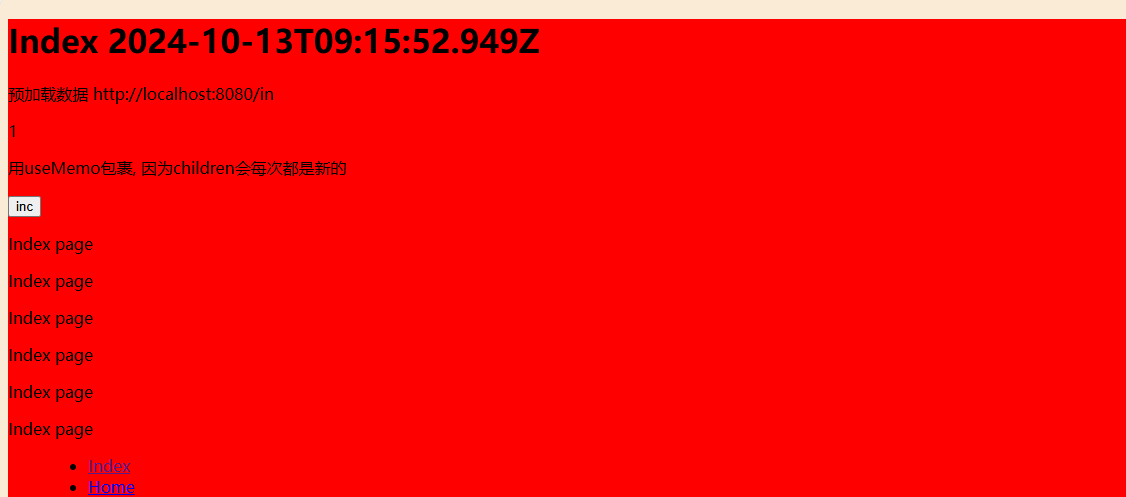 Index 2024-10-13T09:15:52.949Z
预加载数据 http://localhost:8080/in
1
用useMemo包裹, 因为children会每次都是新的
inc
Index page
Index page
Index page
Index page
Index page
Index page
Index
Home